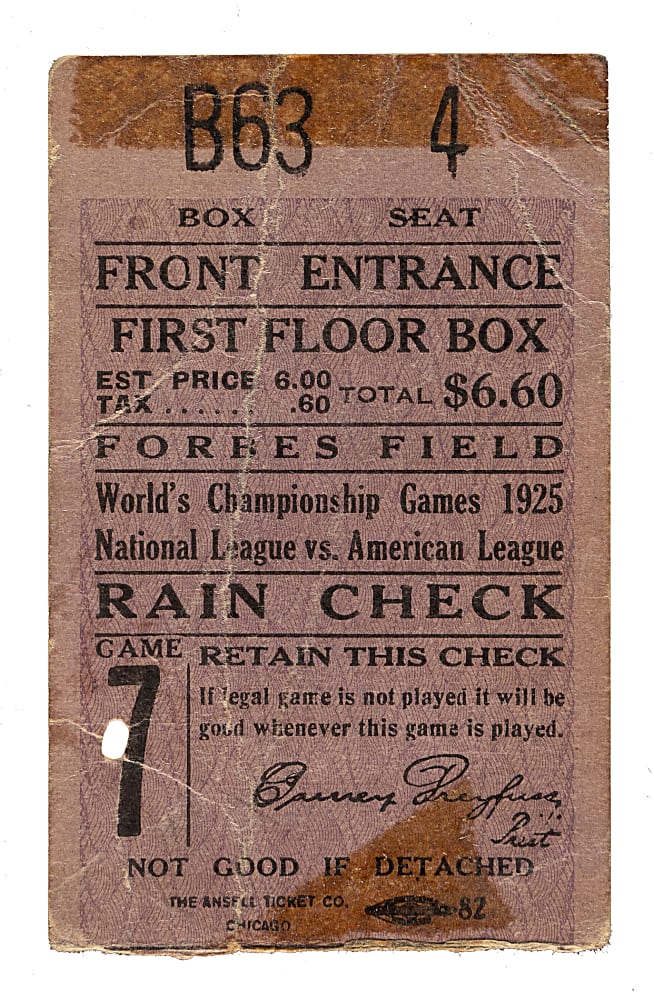 B63 4
BOX SEAT
FRONT ENTRANCE
FIRST FLOOR BOX
EST PRICE 6.00
TAX ...... .60
TOTAL $6.60
FORBES FIELD
World's Championship Games 1925
National League vs. American League
RAIN CHECK
GAME
7
RETAIN THIS CHECK
If legal game is not played it will be
good whenever this game is played.
Barney Dreyfuss
Prest
NOT GOOD IF DETACHED
THE ANSELL TICKET CO.
CHICAGO
82